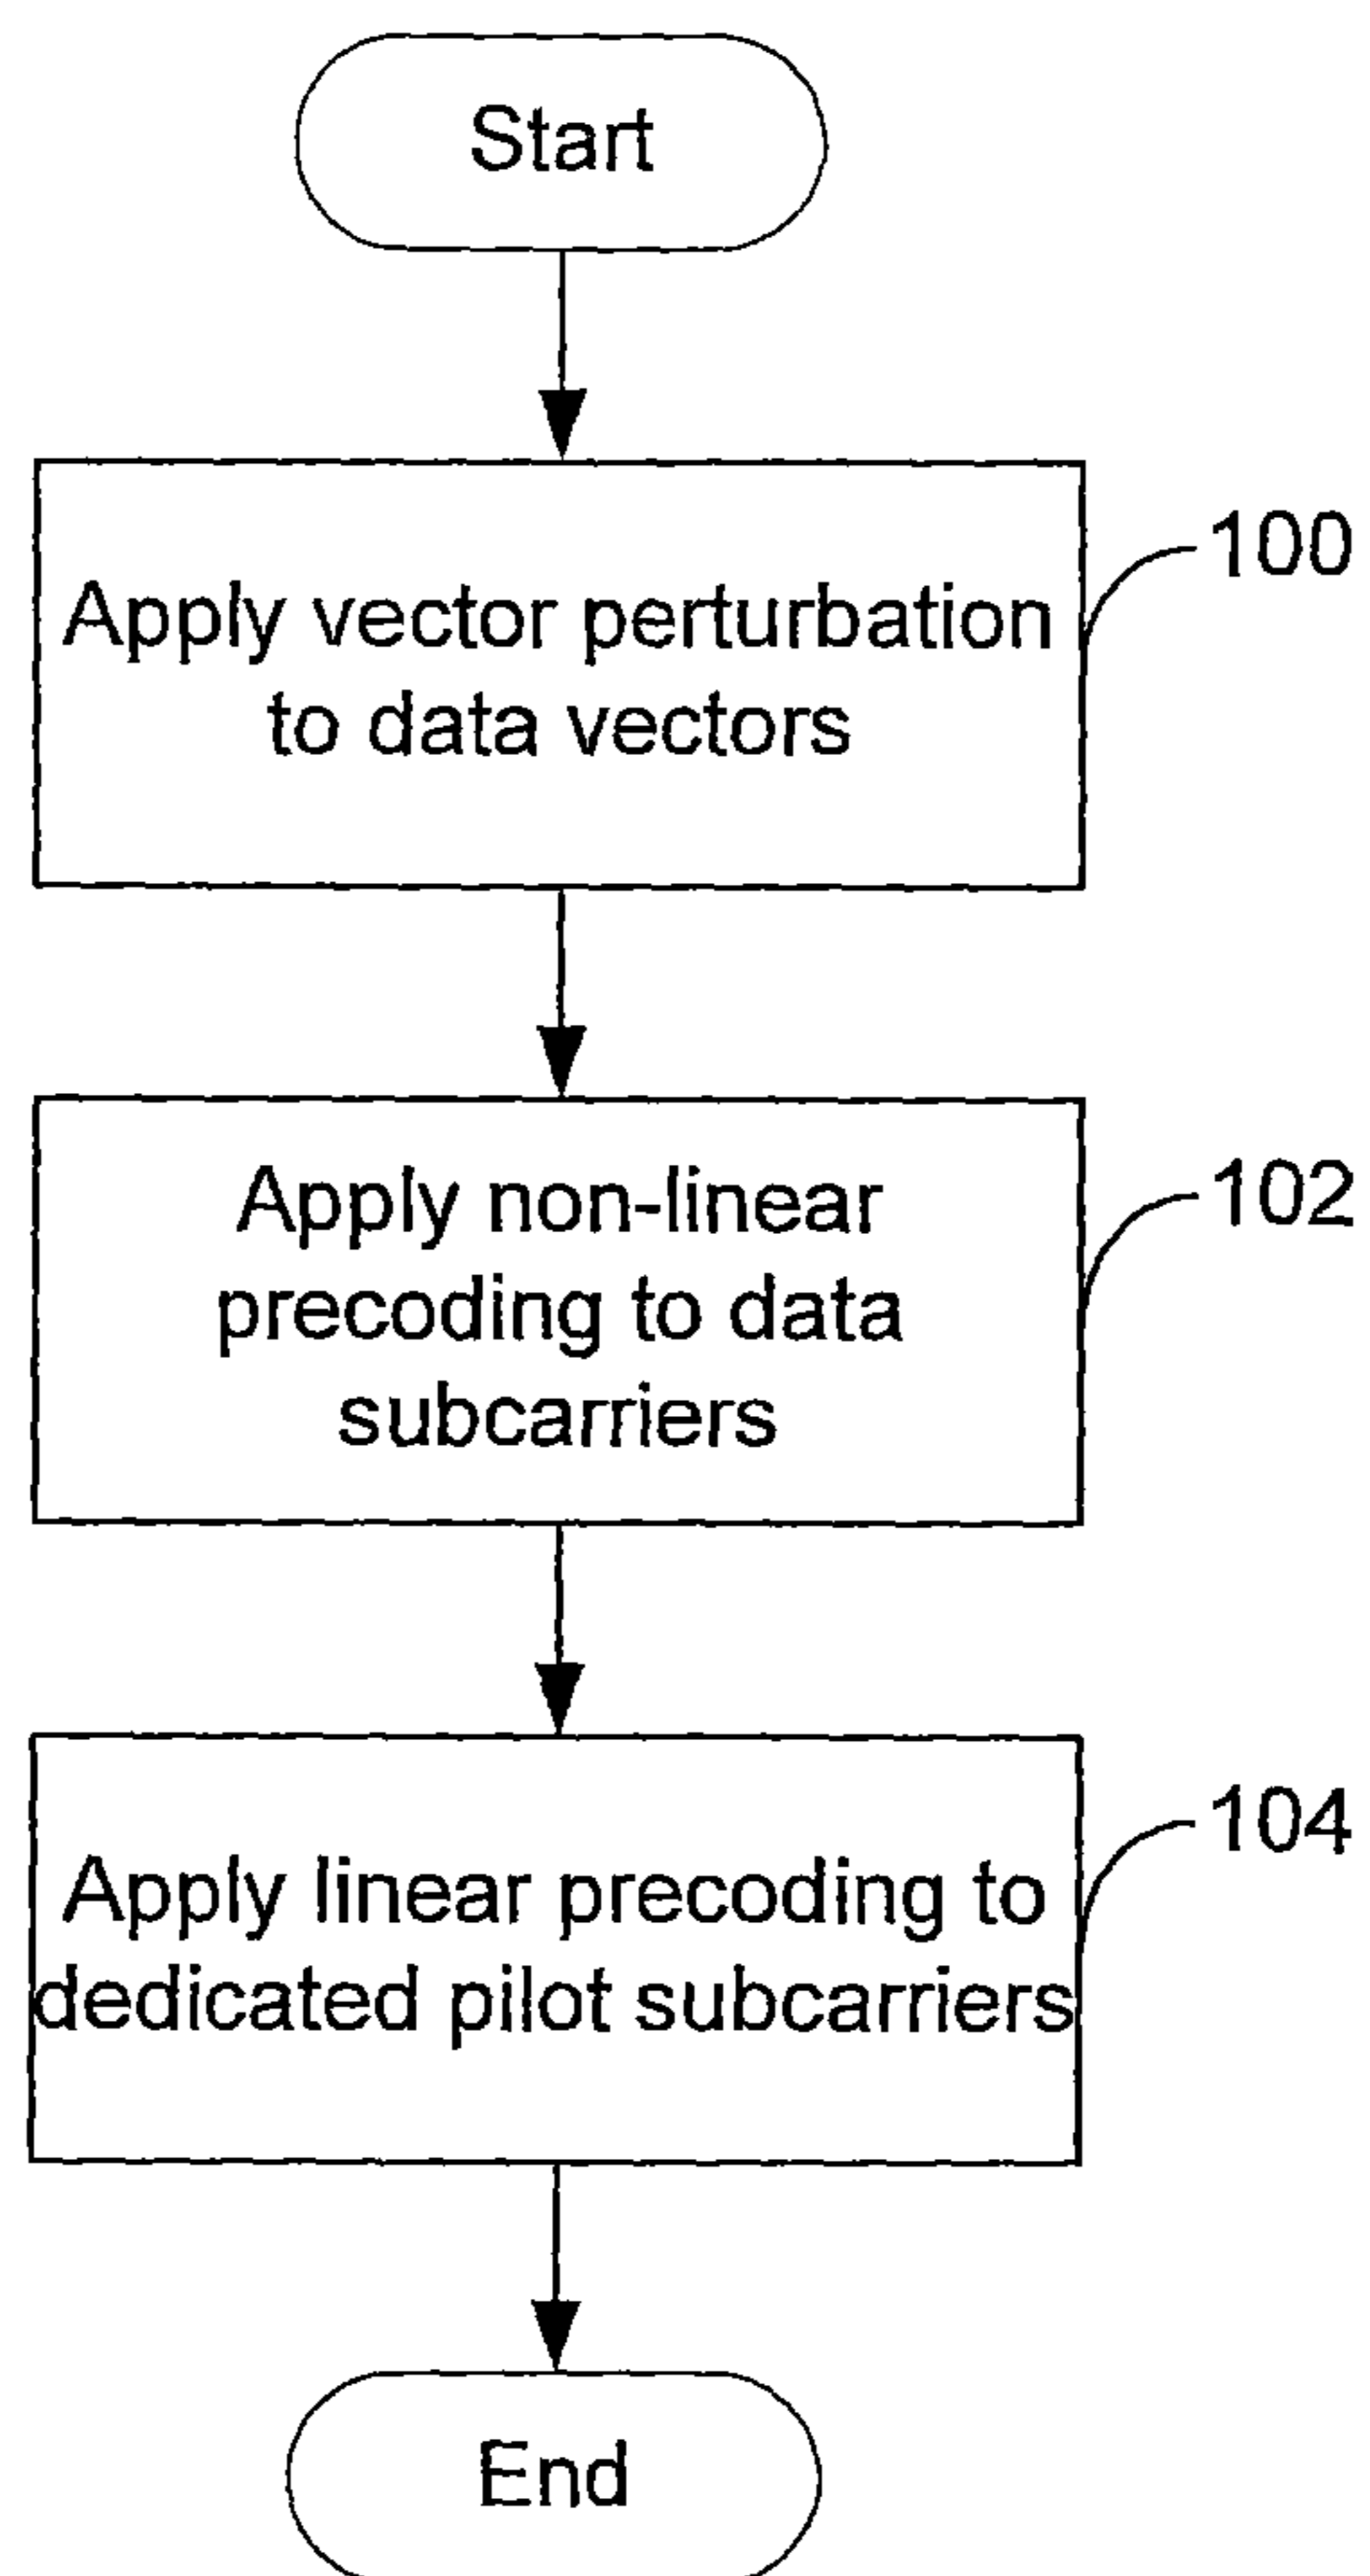 Start
100
Apply vector perturbation
to data vectors
102
Apply non-linear
precoding to data
subcarriers
104
Apply linear precoding to
dedicated pilot subcarriers
End